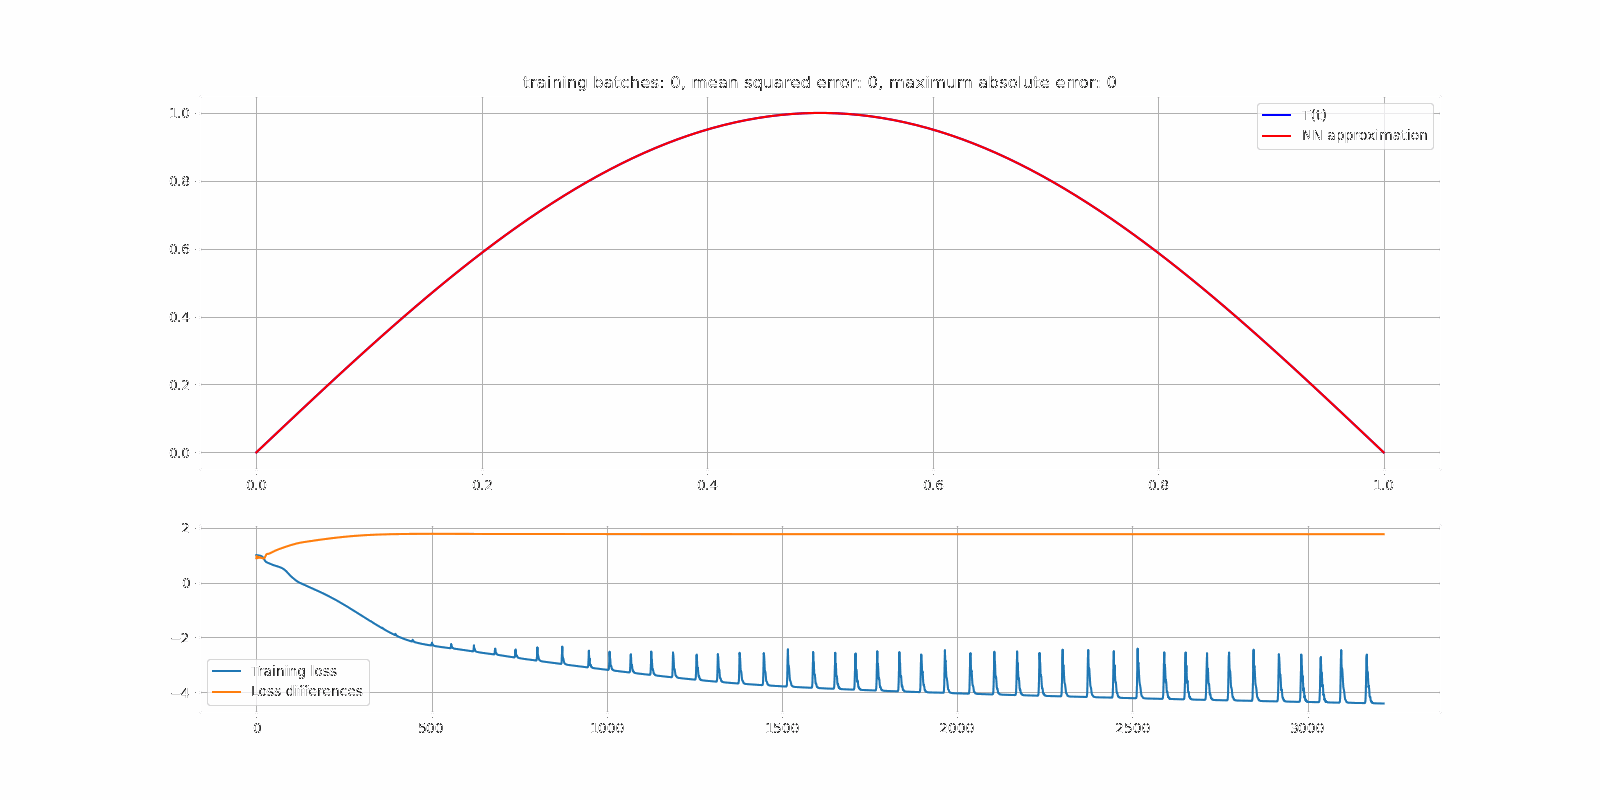 training batches: 0, mean squared error: 0, maximum absolute error: 0
1.0
0.8
0.6
0.4
0.2
0.0
0.0 0.2 0.4 0.6 0.8 1.0
NN approximation
2
0
−2
−4
Training loss
Loss differences
0 500 1000 1500 2000 2500 3000